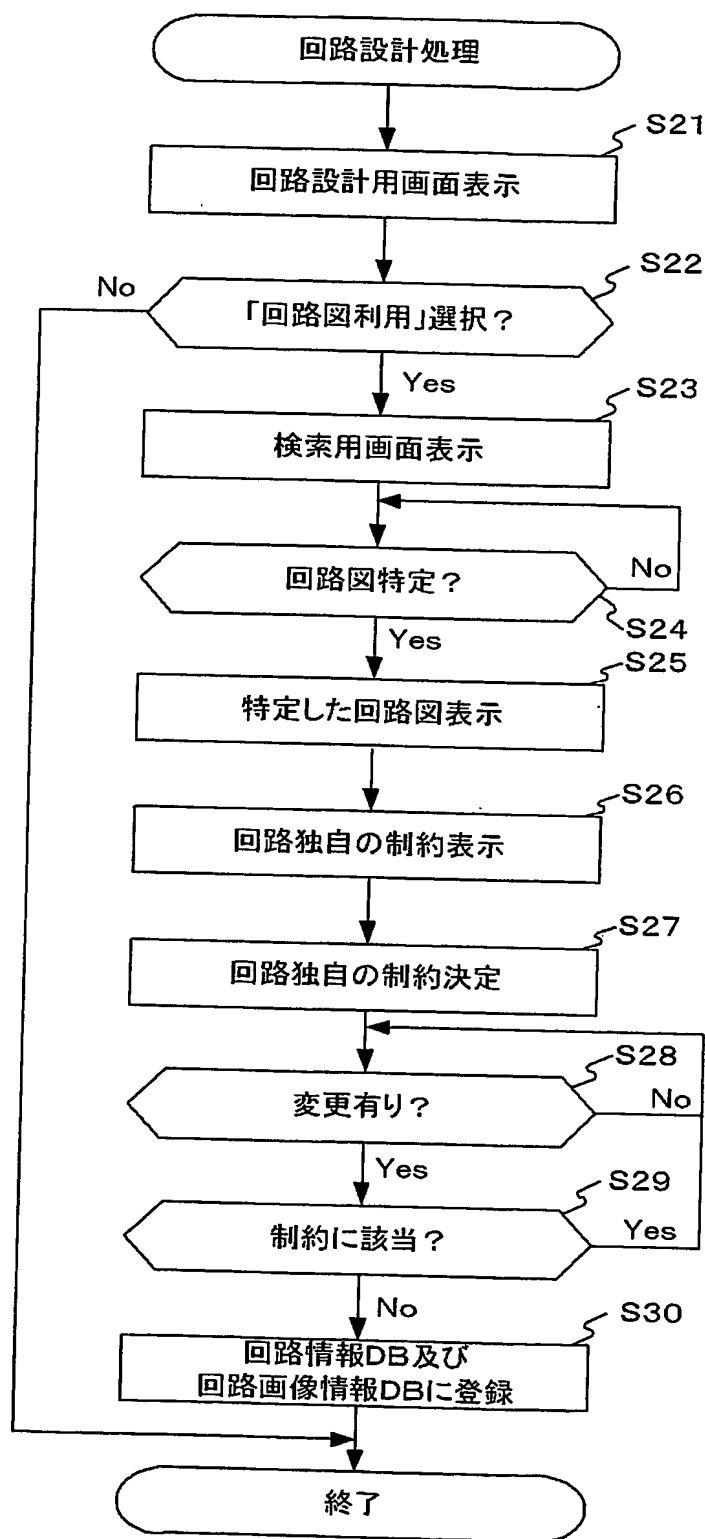 回路設計処理
S21
回路設計用画面表示
S22
No
「回路図利用」選択？
Yes
S23
検索用画面表示
回路図特定？
No
S24
Yes
S25
特定した回路図表示
S26
回路独自の制約表示
S27
回路独自の制約決定
S28
変更有り？
No
Yes
S29
制約に該当？
Yes
No
S30
回路情報DB及び
回路画像情報DBに登録
終了